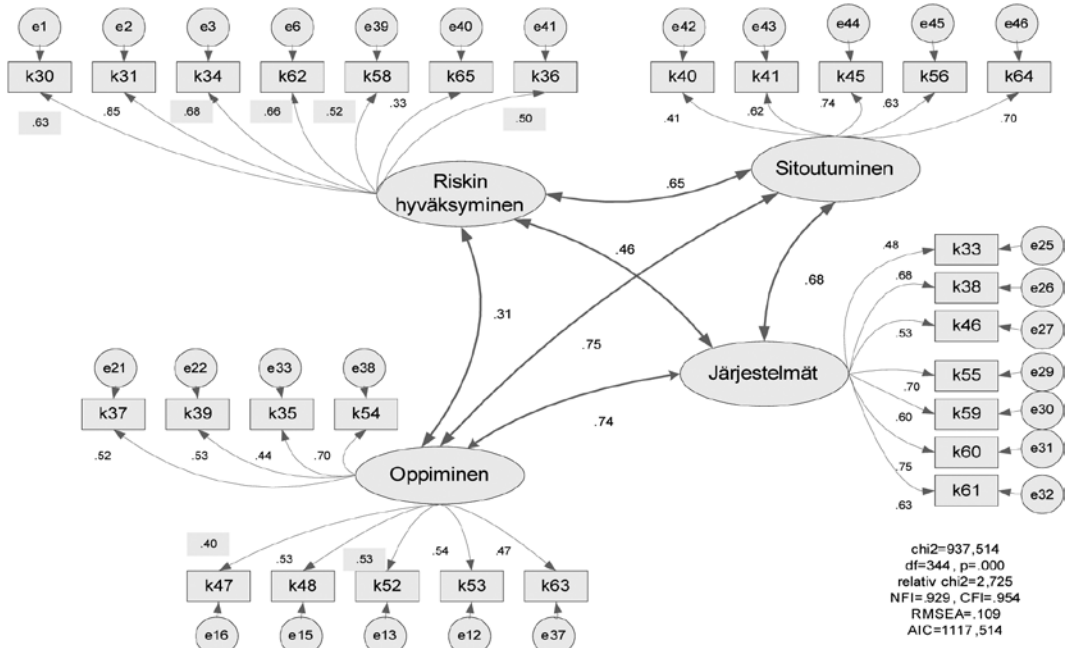 e1 e2 e3 e6 e39 e40 e41 e42 e43 e44 e45 e46
k30 k31 k34 k62 k58 k65 k36 k40 k41 k45 k56 k64
.63 .65 .68 .66 .52 .33 .50 .41 .62 .74 .63 .70
Riskin
hyväksyminen
Sitoutuminen
.65
.46
.68
.31
.75
.74
.48 k33 e25
.68 k38 e26
.53 k46 e27
Järjestelmät
.70 k55 e29
.60 k59 e30
.75 k60 e31
.63 k61 e32
e21 e22 e33 e38
k37 k39 k35 k54
.52 .53 .44 .70
Oppiminen
.40 .53 .53 .54 .47
k47 k48 k52 k53 k63
e16 e15 e13 e12 e37
chi2=937,514
df=344, p=.000
relativ chi2=2,725
NFI=.929, CFI=.954
RMSEA=.109
AIC=1117,514